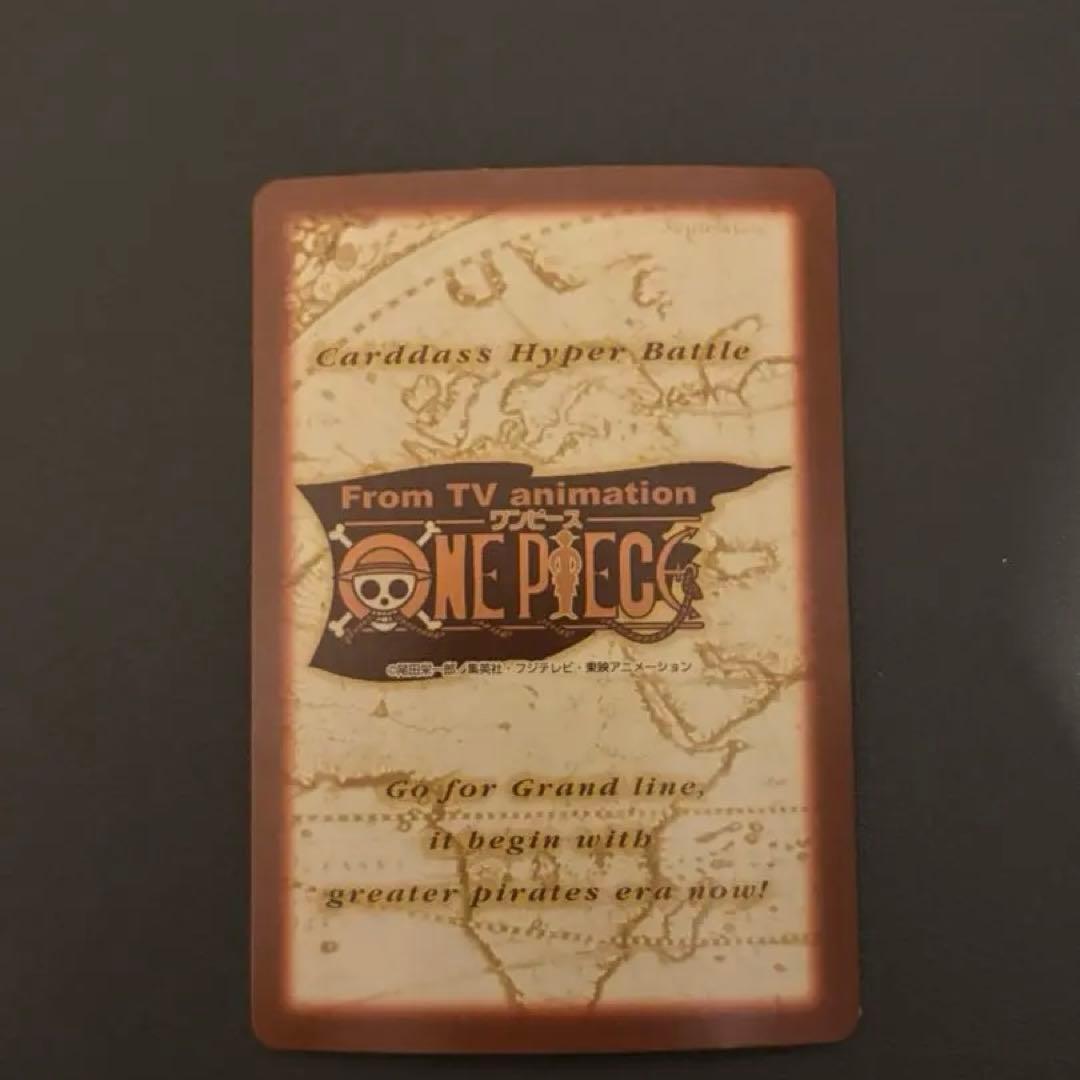 Carddass Hyper Battle
From TV animation
ワンピース
ONE PIECE
©尾田栄一郎/集英社・フジテレビ・東映アニメーション
Go for Grand line,
it begin with
greater pirates era now!